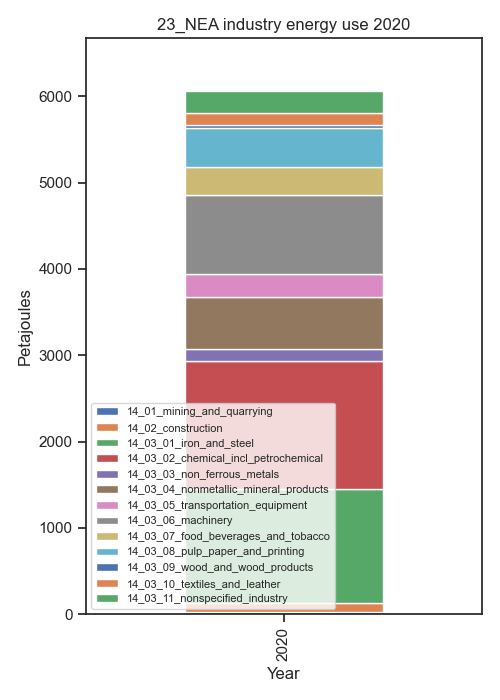 23_NEA industry energy use 2020
Petajoules
6000
5000
4000
3000
2000
1000
0
14_01_mining_and_quarrying
14_02_construction
14_03_01_iron_and_steel
14_03_02_chemical_incl_petrochemical
14_03_03_non_ferrous_metals
14_03_04_nonmetallic_mineral_products
14_03_05_transportation_equipment
14_03_06_machinery
14_03_07_food_beverages_and_tobacco
14_03_08_pulp_paper_and_printing
14_03_09_wood_and_wood_products
14_03_10_textiles_and_leather
14_03_11_nonspecified_industry
2020
Year